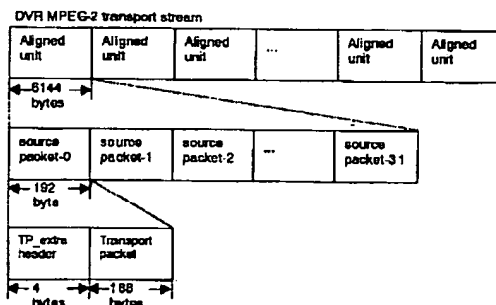 DVR MPEG-2 transport stream
Aligned unit
Aligned unit
Aligned unit
...
Aligned unit
Aligned unit
6144 bytes
source packet-0
source packet-1
source packet-2
...
source packet-31
192 byte
TP_extra header
Transport packet
4 bytes
188 bytes